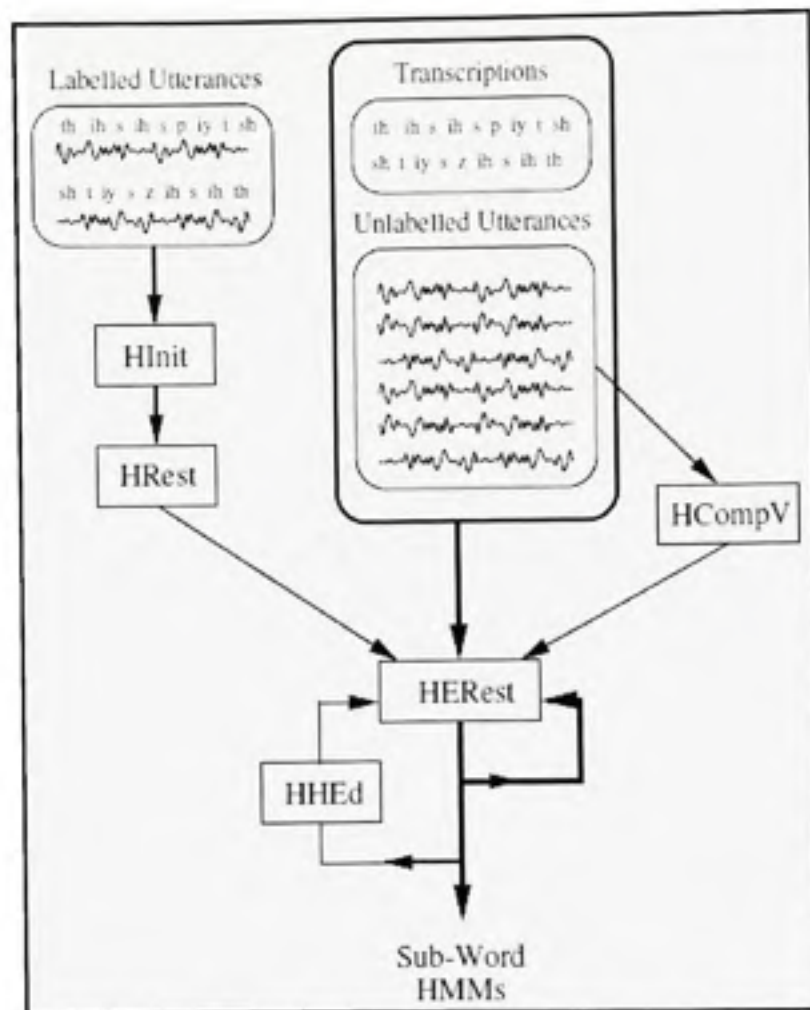 Labelled Utterances
th ih s ih s p iy t sh
sh t iy s z ih s ih th
Transcriptions
th ih s ih s p iy t sh
sh t iy s z ih s ih th
Unlabelled Utterances
HInit
HRest
HCompV
HERest
HHEd
Sub-Word
HMMs